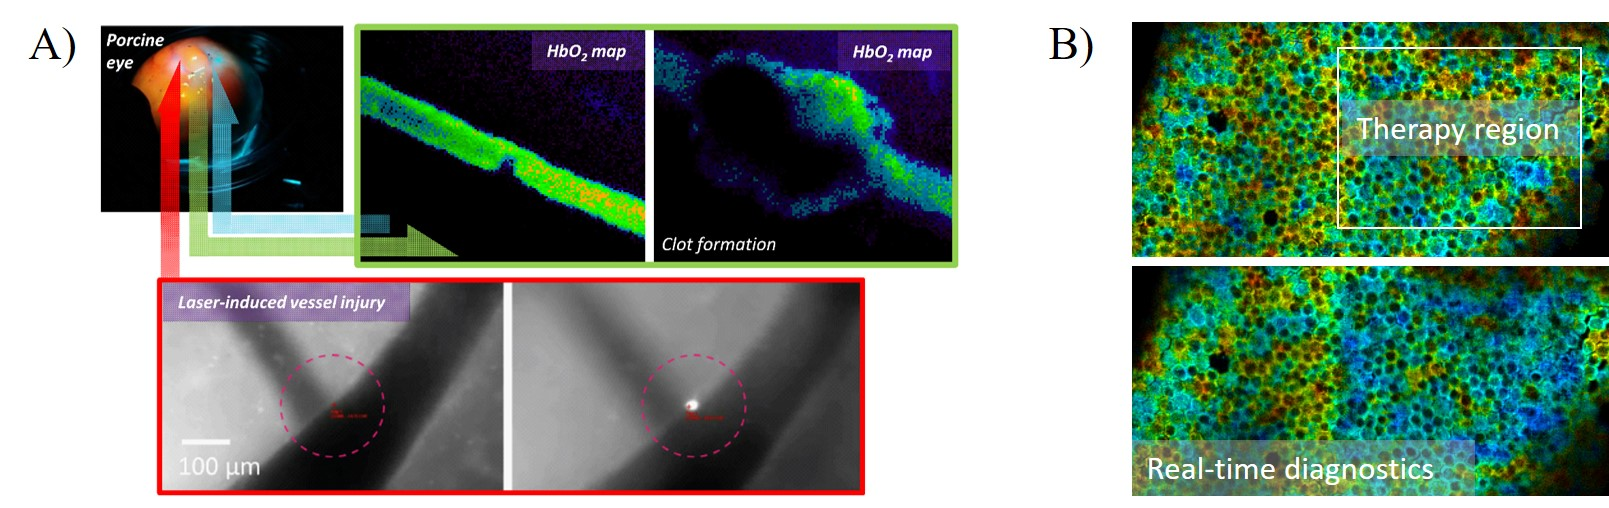 A)
Porcine
eye
HbO₂ map
HbO₂ map
Clot formation
Laser-induced vessel injury
100 µm
B)
Therapy region
Real-time diagnostics